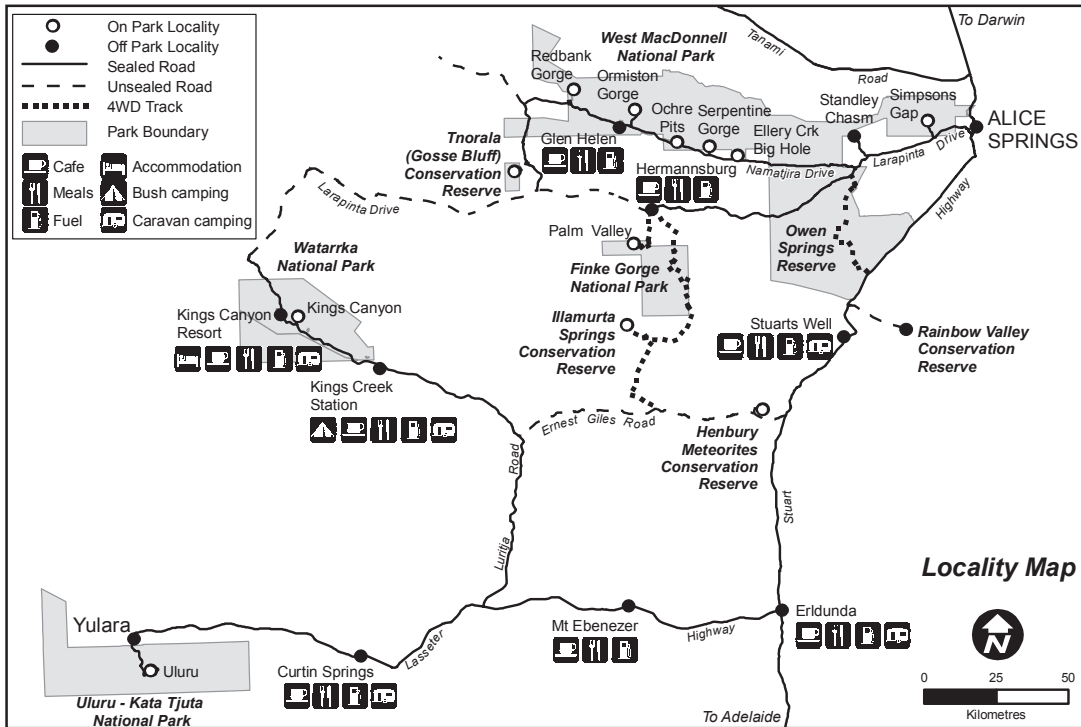 On Park Locality
Off Park Locality
Sealed Road
Unsealed Road
4WD Track
Park Boundary
Cafe
Accommodation
Meals
Bush camping
Fuel
Caravan camping
To Darwin
Tanami
Road
West MacDonnell
National Park
Redbank
Gorge
Ormiston
Gorge
Ochre
Pits
Serpentine
Gorge
Ellery Crk
Big Hole
Standley
Chasm
Simpsons
Gap
ALICE
SPRINGS
Larapinta Drive
Namatjira Drive
Highway
Tnorala
(Gosse Bluff)
Conservation
Reserve
Glen Helen
Hermannsburg
Larapinta Drive
Palm Valley
Finke Gorge
National Park
Owen
Springs
Reserve
Watarrka
National Park
Kings Canyon
Resort
Kings Canyon
Illamurta
Springs
Conservation
Reserve
Stuarts Well
Rainbow Valley
Conservation
Reserve
Kings Creek
Station
Ernest Giles Road
Henbury
Meteorites
Conservation
Reserve
Road
Luritja
Stuart
Locality Map
N
0 25 50
Kilometres
Yulara
Uluru
Uluru - Kata Tjuta
National Park
Curtin Springs
Lasseter
Mt Ebenezer
Highway
Erldunda
To Adelaide